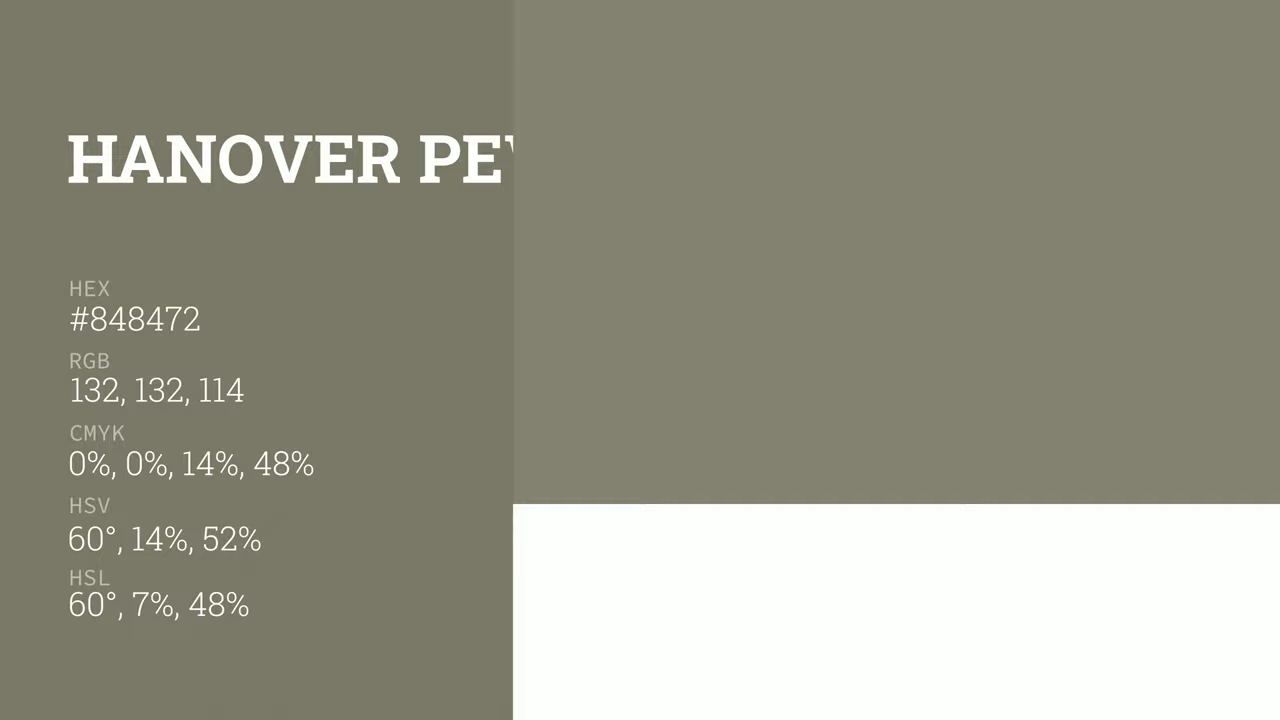 HANOVER
HEX
#848472
RGB
132, 132, 114
CMYK
0%, 0%, 14%, 48%
HSV
60°, 14%, 52%
HSL
60°, 7%, 48%